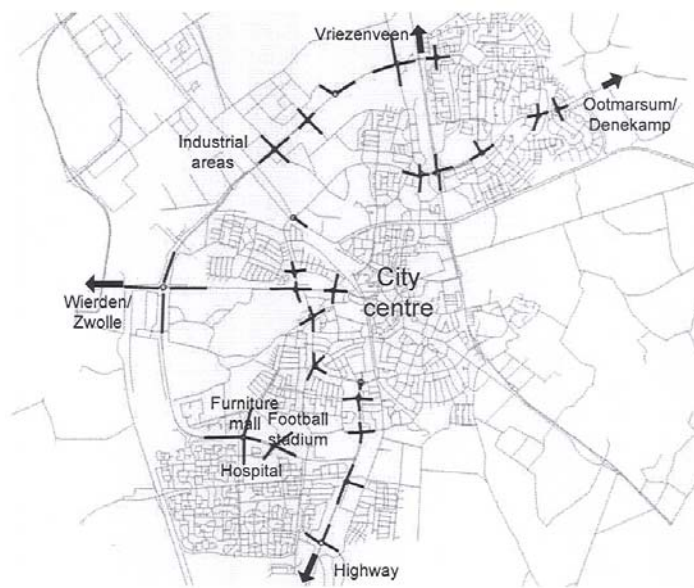 Vriezenveen
Ootmarsum/
Denekamp
Industrial
areas
City
centre
Wierden/
Zwolle
Furniture
mall
Football
stadium
Hospital
Highway